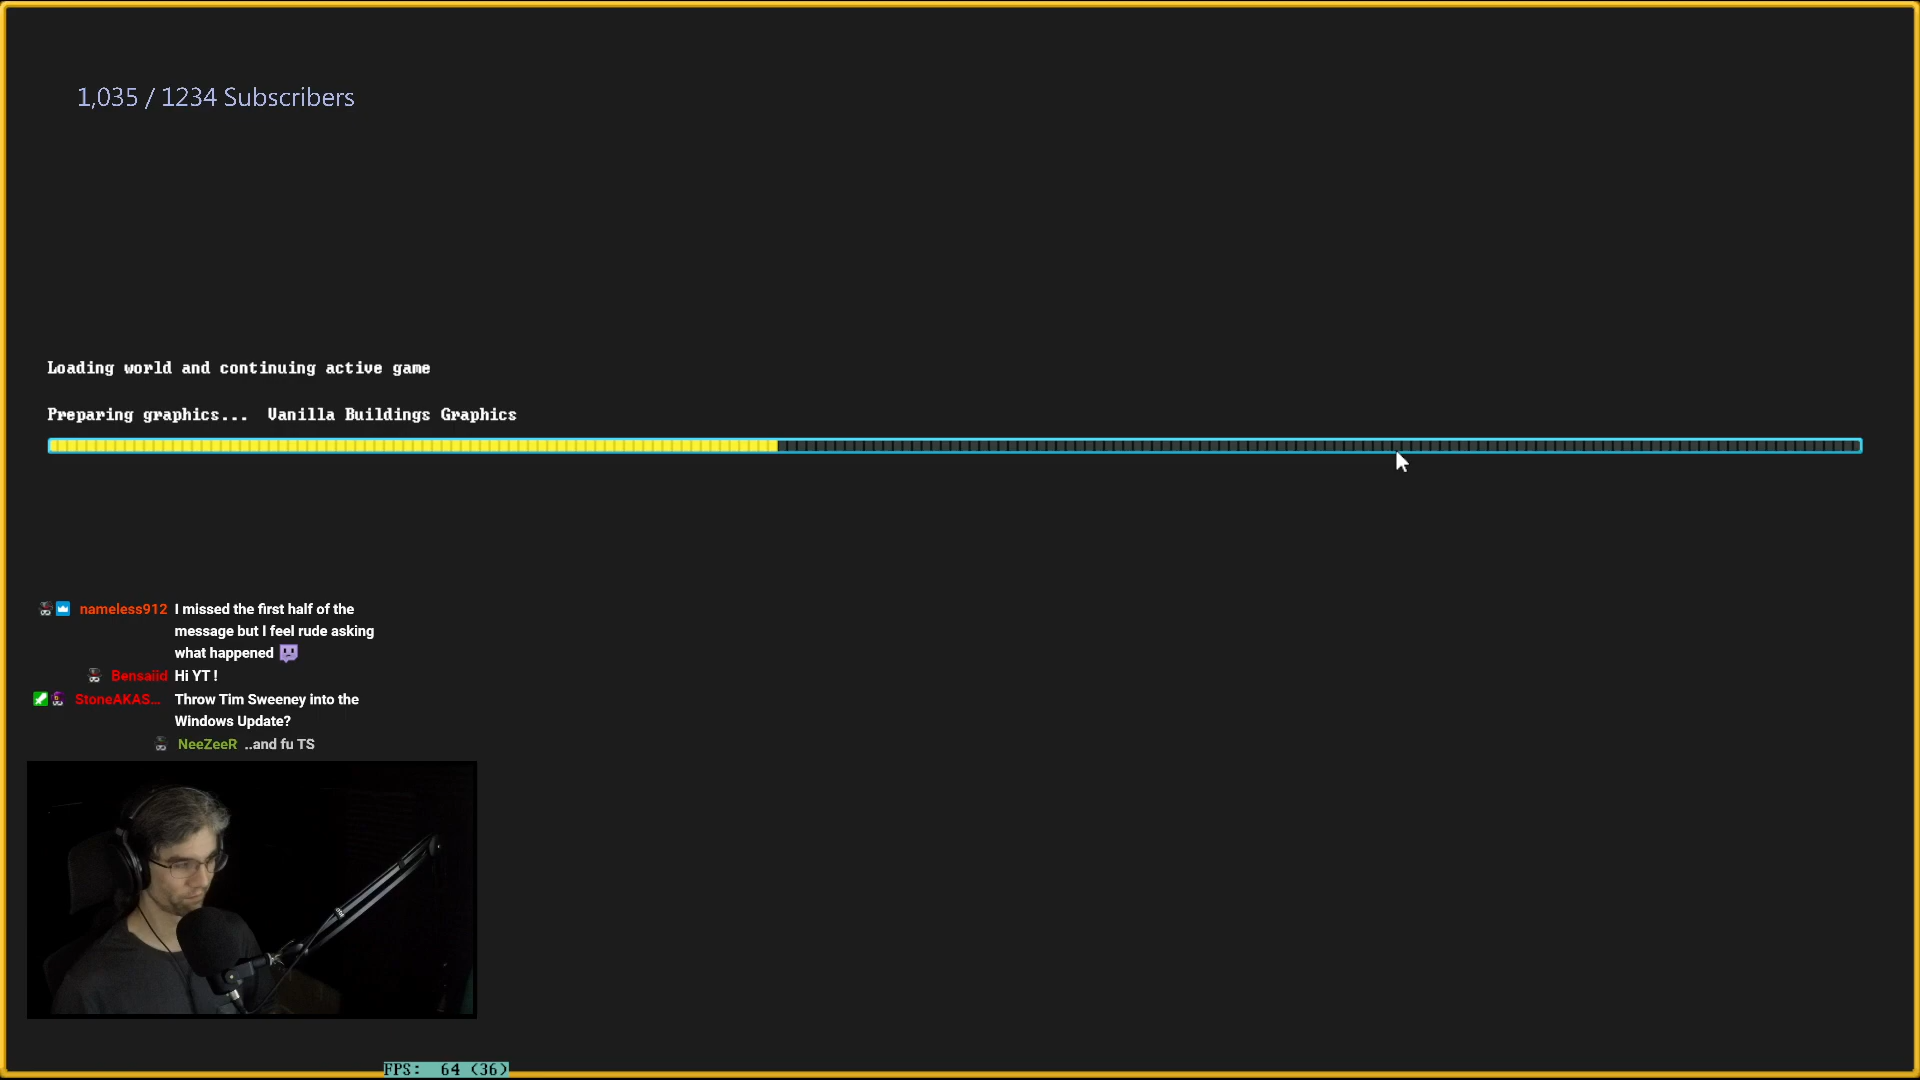 1,035 / 1234 Subscribers
Loading world and continuing active game
Preparing graphics... Vanilla Buildings Graphics
nameless912 I missed the first half of the
message but I feel rude asking
what happened
Bensaiid Hi YT !
StoneAKAS... Throw Tim Sweeney into the
Windows Update?
NeeZeeR ..and fu TS
FPS: 64 (36)